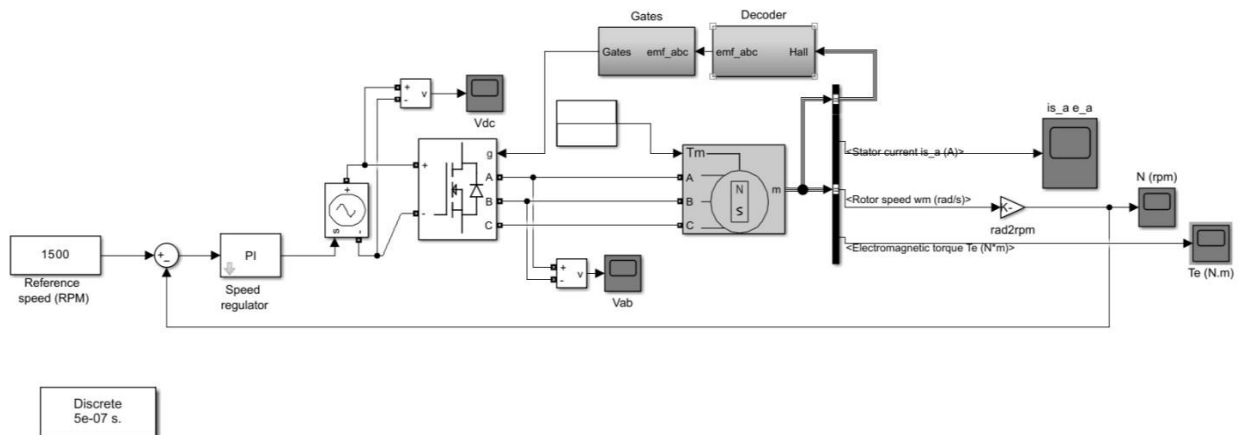 Gates
Decoder
Gates
emf_abc
emf_abc
Hall
+
-
v
Vdc
g
+
-
A
B
C
Tm
A
B
C
N
S
m
is_a e_a
<Stator current is_a (A)>
N (rpm)
<Rotor speed wm (rad/s)>
K-
rad2rpm
<Electromagnetic torque Te (N*m)>
Te (N.m)
+
s
-
1500
Reference
speed (RPM)
+
-
PI
Speed
regulator
+
-
v
Vab
Discrete
5e-07 s.